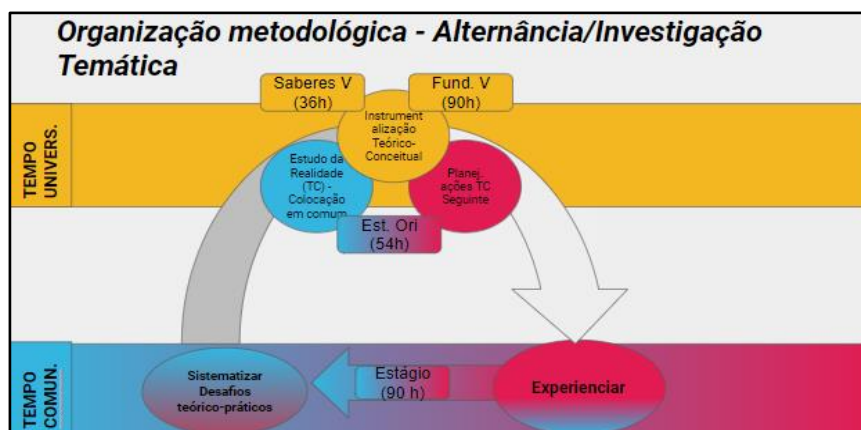 Organização metodológica - Alternância/Investigação
Temática
Saberes V
(36h)
Fund. V
(90h)
TEMPO
UNIVERS.
Instrument
alização
Teórico-
Conceitual
Estudo da
Realidade
(TC) -
Colocação
em comum
Planej.
ações TC
Seguinte
Est. Ori
(54h)
TEMPO
COMUN.
Sistematizar
Desafios
teórico-práticos
Estágio
(90 h)
Experienciar